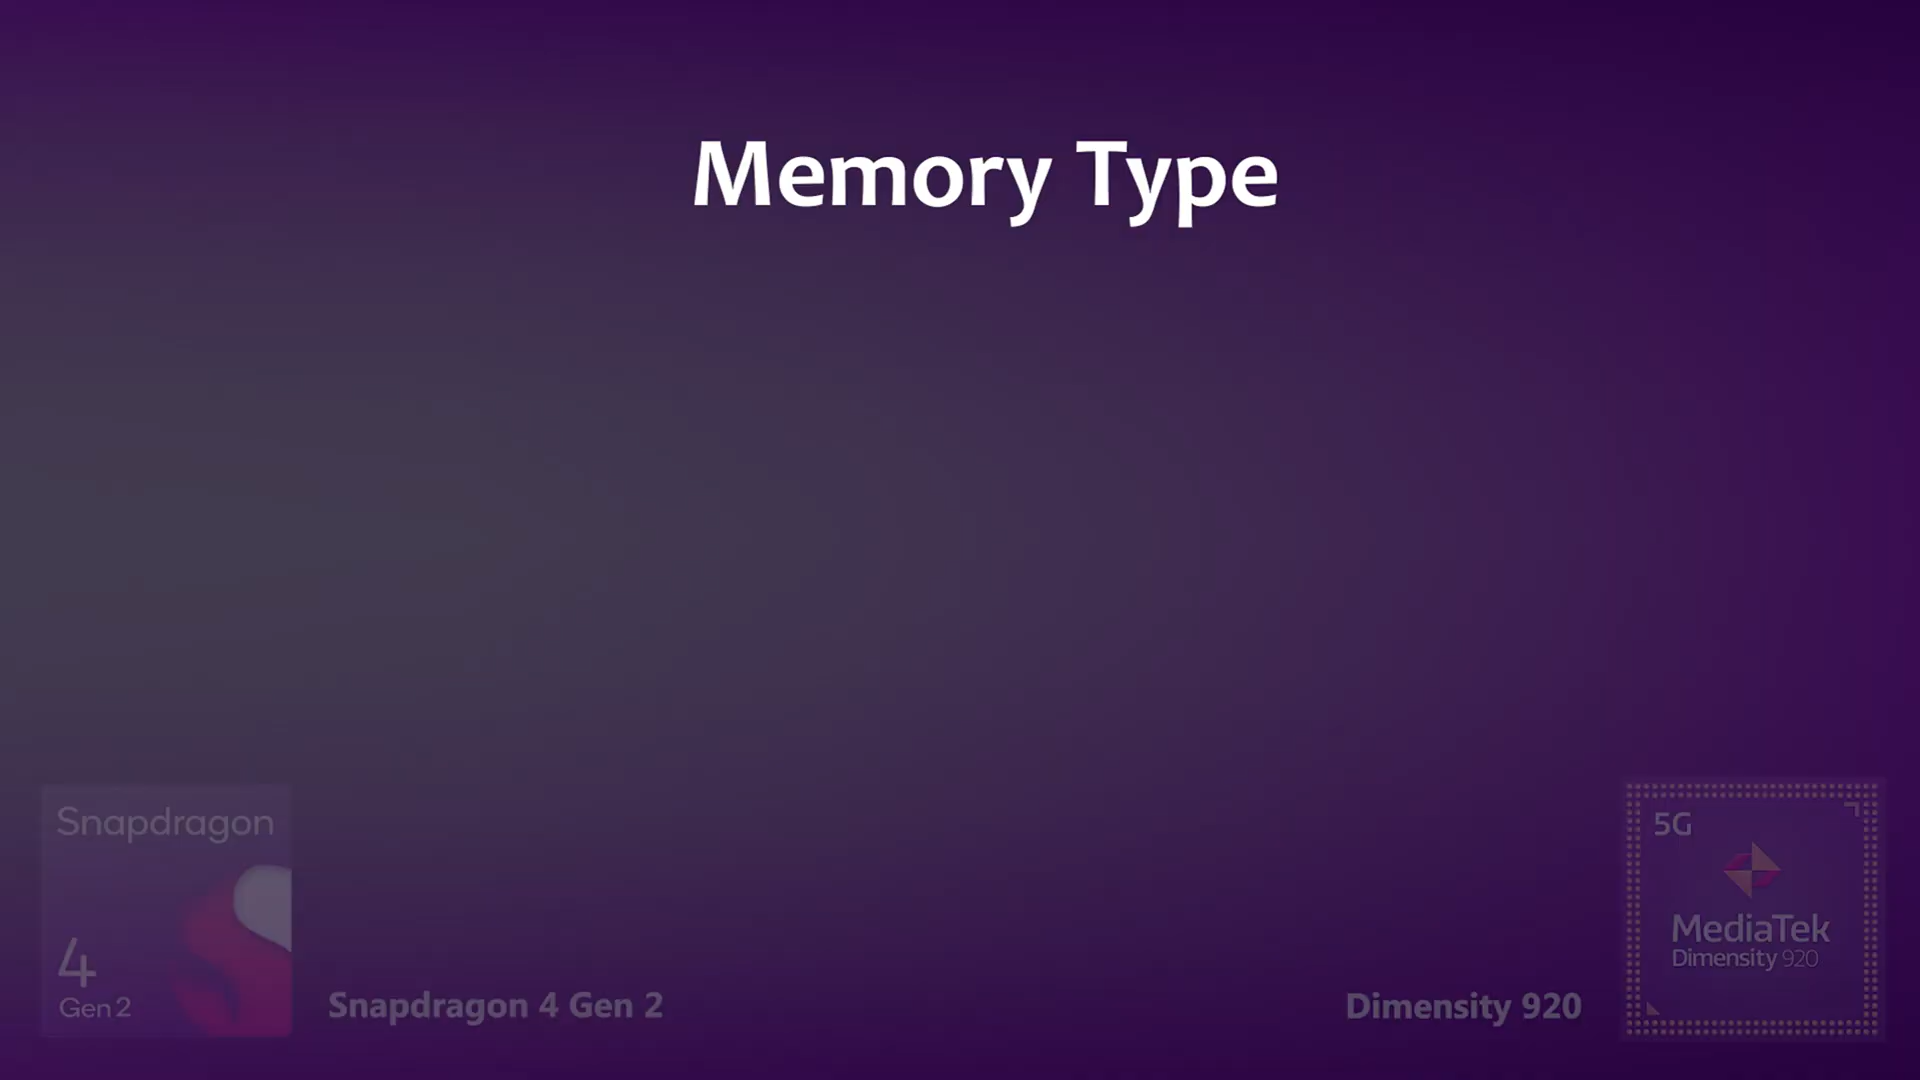 Memory Type
Snapdragon
4
Gen 2
Snapdragon 4 Gen 2
Dimensity 920
5G
MediaTek
Dimensity 920